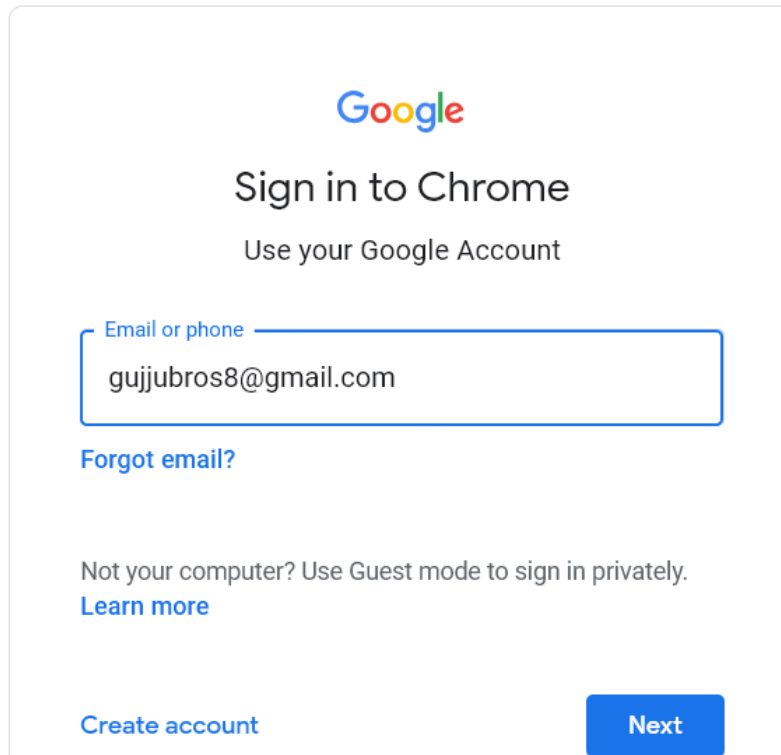 Google
Sign in to Chrome
Use your Google Account
Email or phone
gujjubros8@gmail.com
Forgot email?
Not your computer? Use Guest mode to sign in privately.
Learn more
Create account
Next